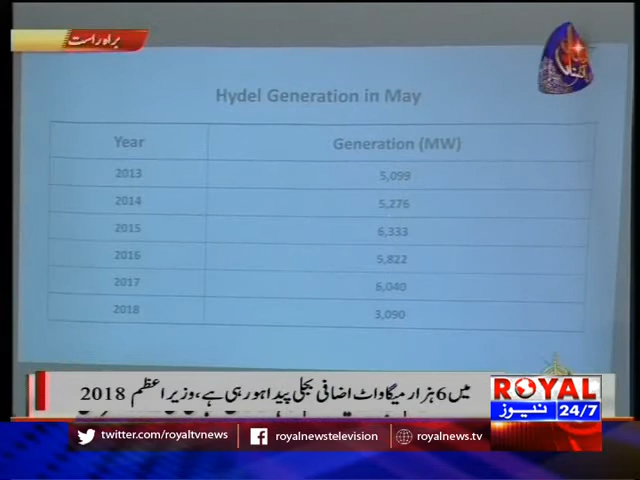 براہ راست
Hydel Generation in May
Year Generation (MW)
2013 5,099
2014 5,276
2015 6,333
2016 5,822
2017 6,040
2018 3,090
2018 میں 6 ہزار میگاواٹ اضافی بجلی پیدا ہو رہی ہے، وزیراعظم
ROYAL
نیوز 24/7
twitter.com/royaltvnews royalnewstelevision royalnews.tv